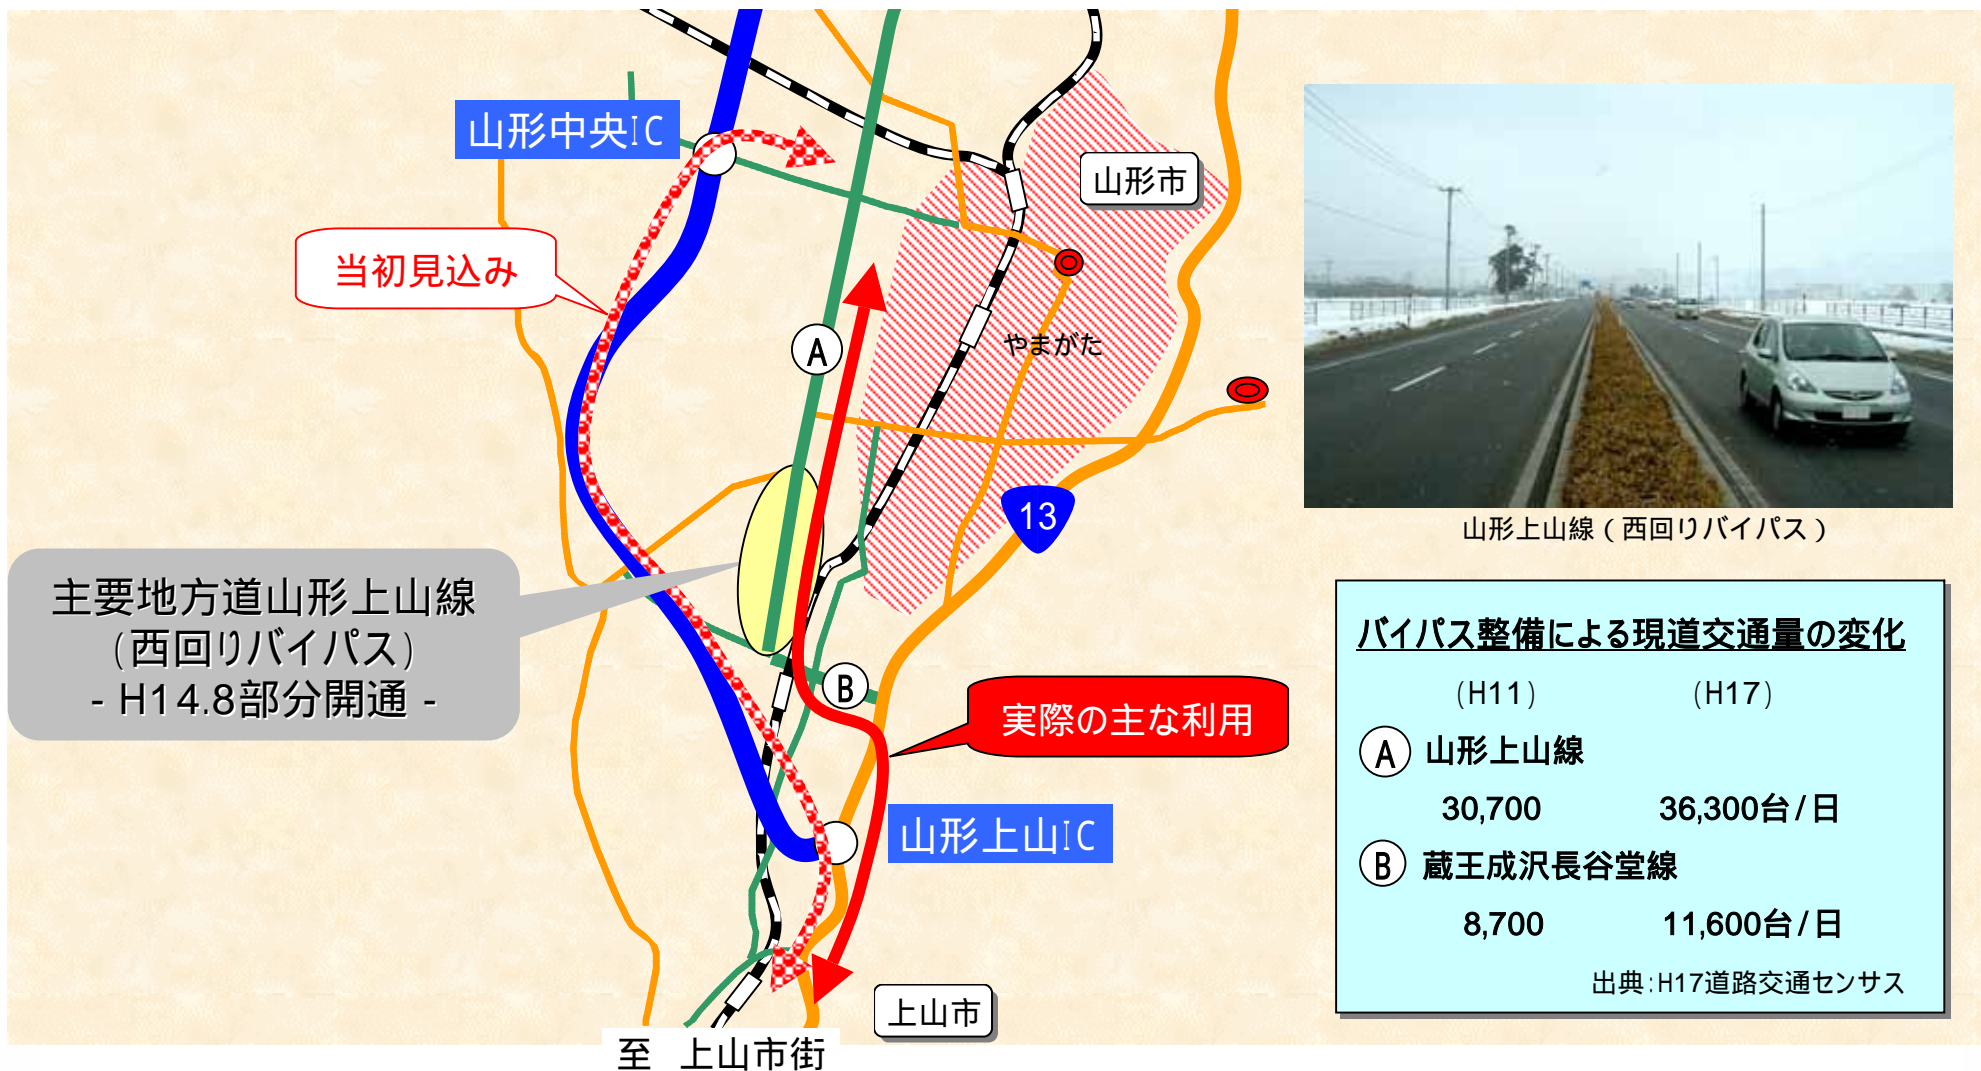 山形中央IC
山形市
当初見込み
A
やまがた
13
山形上山線（西回りバイパス）
主要地方道山形上山線
（西回りバイパス）
- H14.8部分開通 -
B
実際の主な利用
山形上山IC
上山市
至　上山市街
バイパス整備による現道交通量の変化
（H11）　（H17）
A 山形上山線
30,700　36,300台/日
B 蔵王成沢長谷堂線
8,700　11,600台/日
出典:H17道路交通センサス